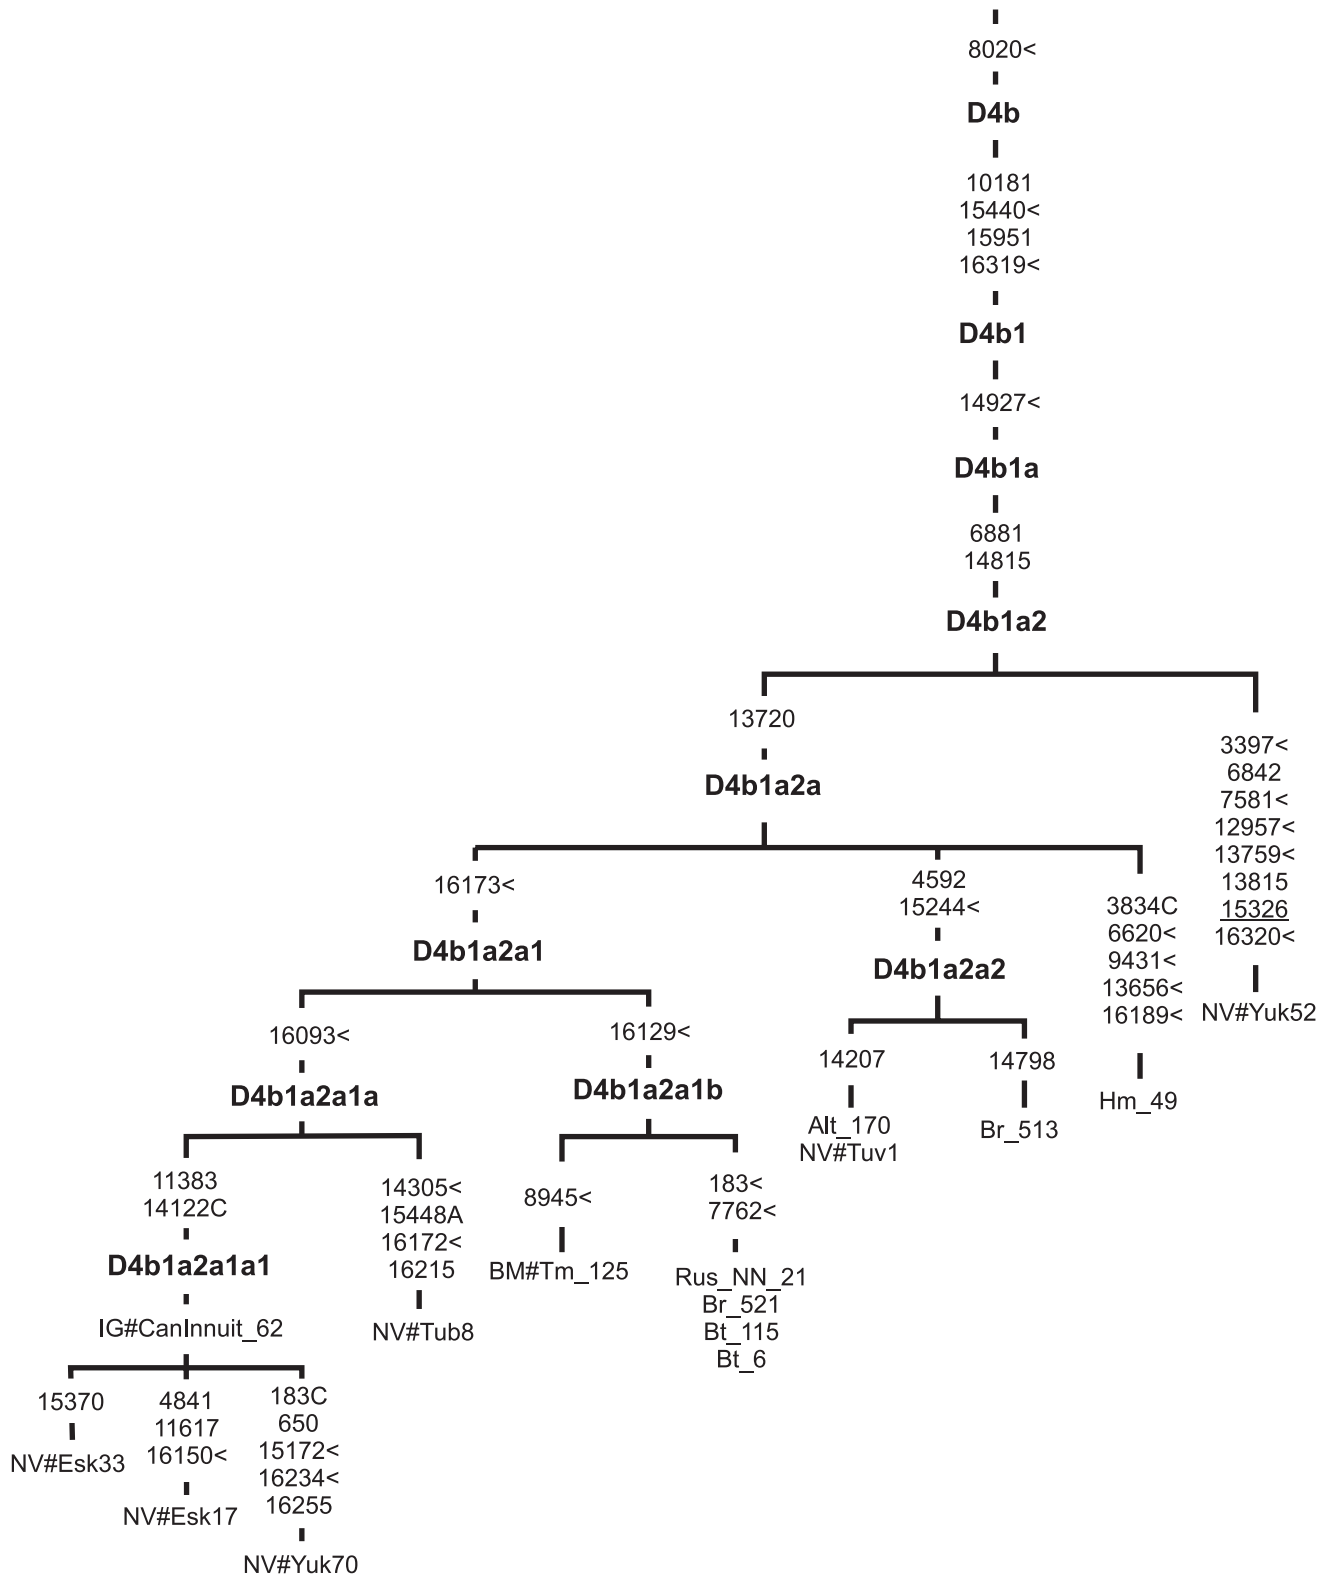 8020<
D4b
10181
15440<
15951
16319<
D4b1
14927<
D4b1a
6881
14815
D4b1a2
13720
D4b1a2a
3397<
6842
7581<
12957<
13759<
13815
15326
16320<
NV#Yuk52
16173<
D4b1a2a1
4592
15244<
D4b1a2a2
3834C
6620<
9431<
13656<
16189<
Hm_49
16093<
D4b1a2a1a
16129<
D4b1a2a1b
14207
Alt_170
NV#Tuv1
14798
Br_513
11383
14122C
D4b1a2a1a1
IG#CanInnuit_62
14305<
15448A
16172<
16215
NV#Tub8
8945<
BM#Tm_125
183<
7762<
Rus_NN_21
Br_521
Bt_115
Bt_6
15370
NV#Esk33
4841
11617
16150<
NV#Esk17
183C
650
15172<
16234<
16255
NV#Yuk70